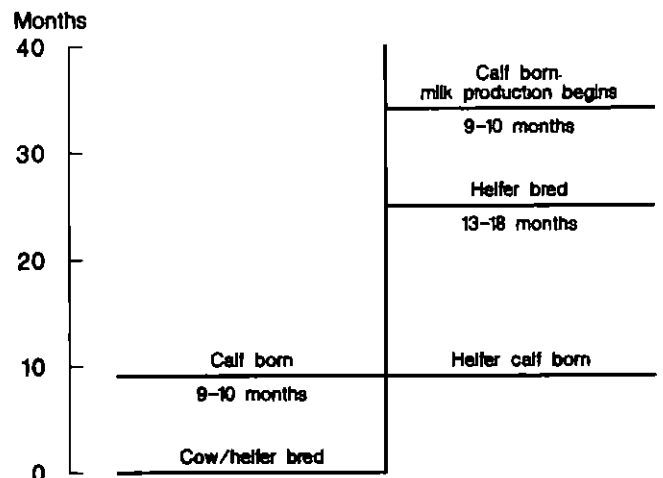 Months
40
Calf born-
milk production begins
9-10 months
30
Heifer bred
13-18 months
20
10
Calf born
Heifer calf born
9-10 months
Cow/heifer bred
0